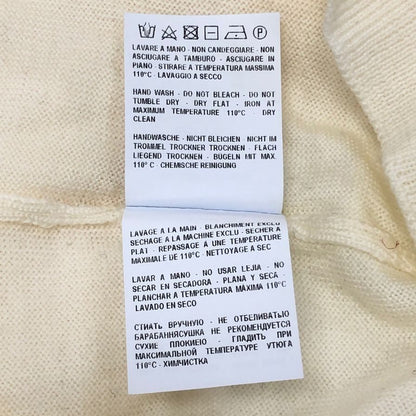 LAVARE A MANO - NON CANDEGGIARE - NON
ASCIUGARE A TAMBURO - ASCIUGARE IN
PIANO - STIRARE A TEMPERATURA MASSIMA
110°C - LAVAGGIO A SECCO
HAND WASH - DO NOT BLEACH - DO NOT
TUMBLE DRY - DRY FLAT - IRON AT
MAXIMUM TEMPERATURE 110°C - DRY
CLEAN
HANDWÄSCHE - NICHT BLEICHEN - NICHT IM
TROMMEL TROCKNER TROCKNEN - FLACH
LIEGEND TROCKNEN - BÜGELN MIT MAX.
110°C - CHEMISCHE REINIGUNG
LAVAGE A LA MAIN - BLANCHIMENT EXCLU
SECHAGE A LA MACHINE EXCLU - SECHER A
PLAT - REPASSAGE A UNE TEMPÉRATURE
MAXIMALE DE 110°C - NETTOYAGE A SEC
LAVAR A MANO - NO USAR LEJIA - NO
SECAR EN SECADORA - PLANA Y SECA -
PLANCHAR A TEMPERATURA MÁXIMA 110°C
LAVADO EN SECO
СТИАТЬ ВРУЧНУЮ - НЕ ОТБЕЛИВАТЬ
БАРАБАННЯСУШКА НЕ РЕКОМЕНДУЕТСЯ
СУХИЕ ПЛОКИЕЮ - ГЛАДИТЬ ПРИ
МАКСИМАЛЬНОЙ ТЕМПЕРАТУРЕ УТЮГА
110°C - ХИМЧИСТКА